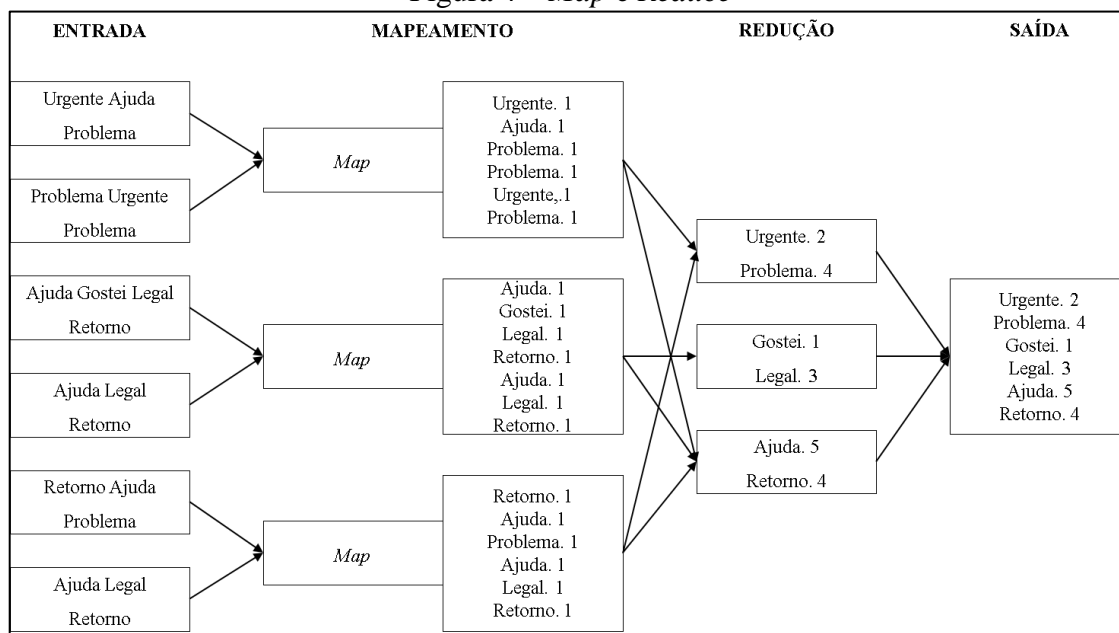 Figura 4 – Map e Reduce
ENTRADA
MAPEAMENTO
REDUÇÃO
SAÍDA
Urgente Ajuda
Problema
Problema Urgente
Problema
Ajuda Gostei Legal
Retorno
Ajuda Legal
Retorno
Retorno Ajuda
Problema
Ajuda Legal
Retorno
Map
Map
Map
Urgente. 1
Ajuda. 1
Problema. 1
Problema. 1
Urgente,.1
Problema. 1
Ajuda. 1
Gostei. 1
Legal. 1
Retorno. 1
Ajuda. 1
Legal. 1
Retorno. 1
Retorno. 1
Ajuda. 1
Problema. 1
Ajuda. 1
Legal. 1
Retorno. 1
Urgente. 2
Problema. 4
Gostei. 1
Legal. 3
Ajuda. 5
Retorno. 4
Urgente. 2
Problema. 4
Gostei. 1
Legal. 3
Ajuda. 5
Retorno. 4